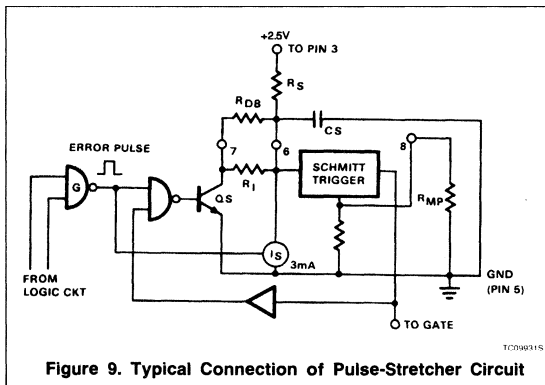 +2.5V
TO PIN 3
RS
RDB
CS
7
6
8
ERROR PULSE
G
RI
SCHMITT
TRIGGER
RMP
QS
IS
3mA
FROM
LOGIC CKT
GND
(PIN 5)
TO GATE
TC09931S
Figure 9. Typical Connection of Pulse-Stretcher Circuit